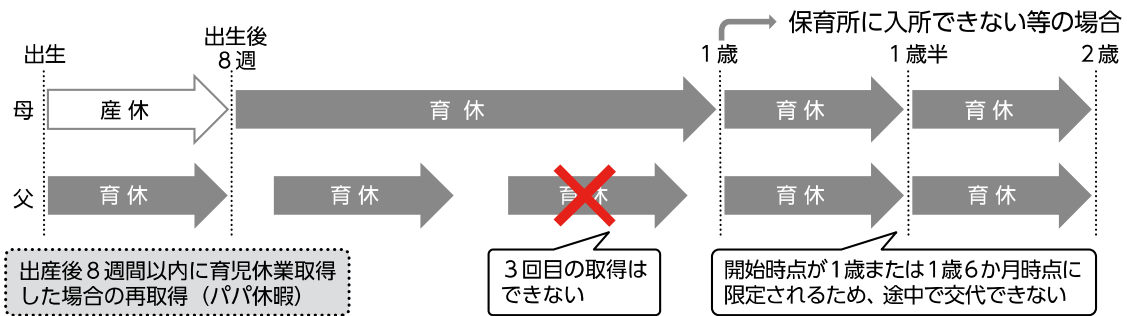 保育所に入所できない等の場合
出生
出生後
8週
1歳
1歳半
2歳
母
産休
育休
育休
育休
父
育休
育休
育休
育休
育休
出産後8週間以内に育児休業取得
した場合の再取得（パパ休暇）
3回目の取得は
できない
開始時点が1歳または1歳6か月時点に
限定されるため、途中で交代できない